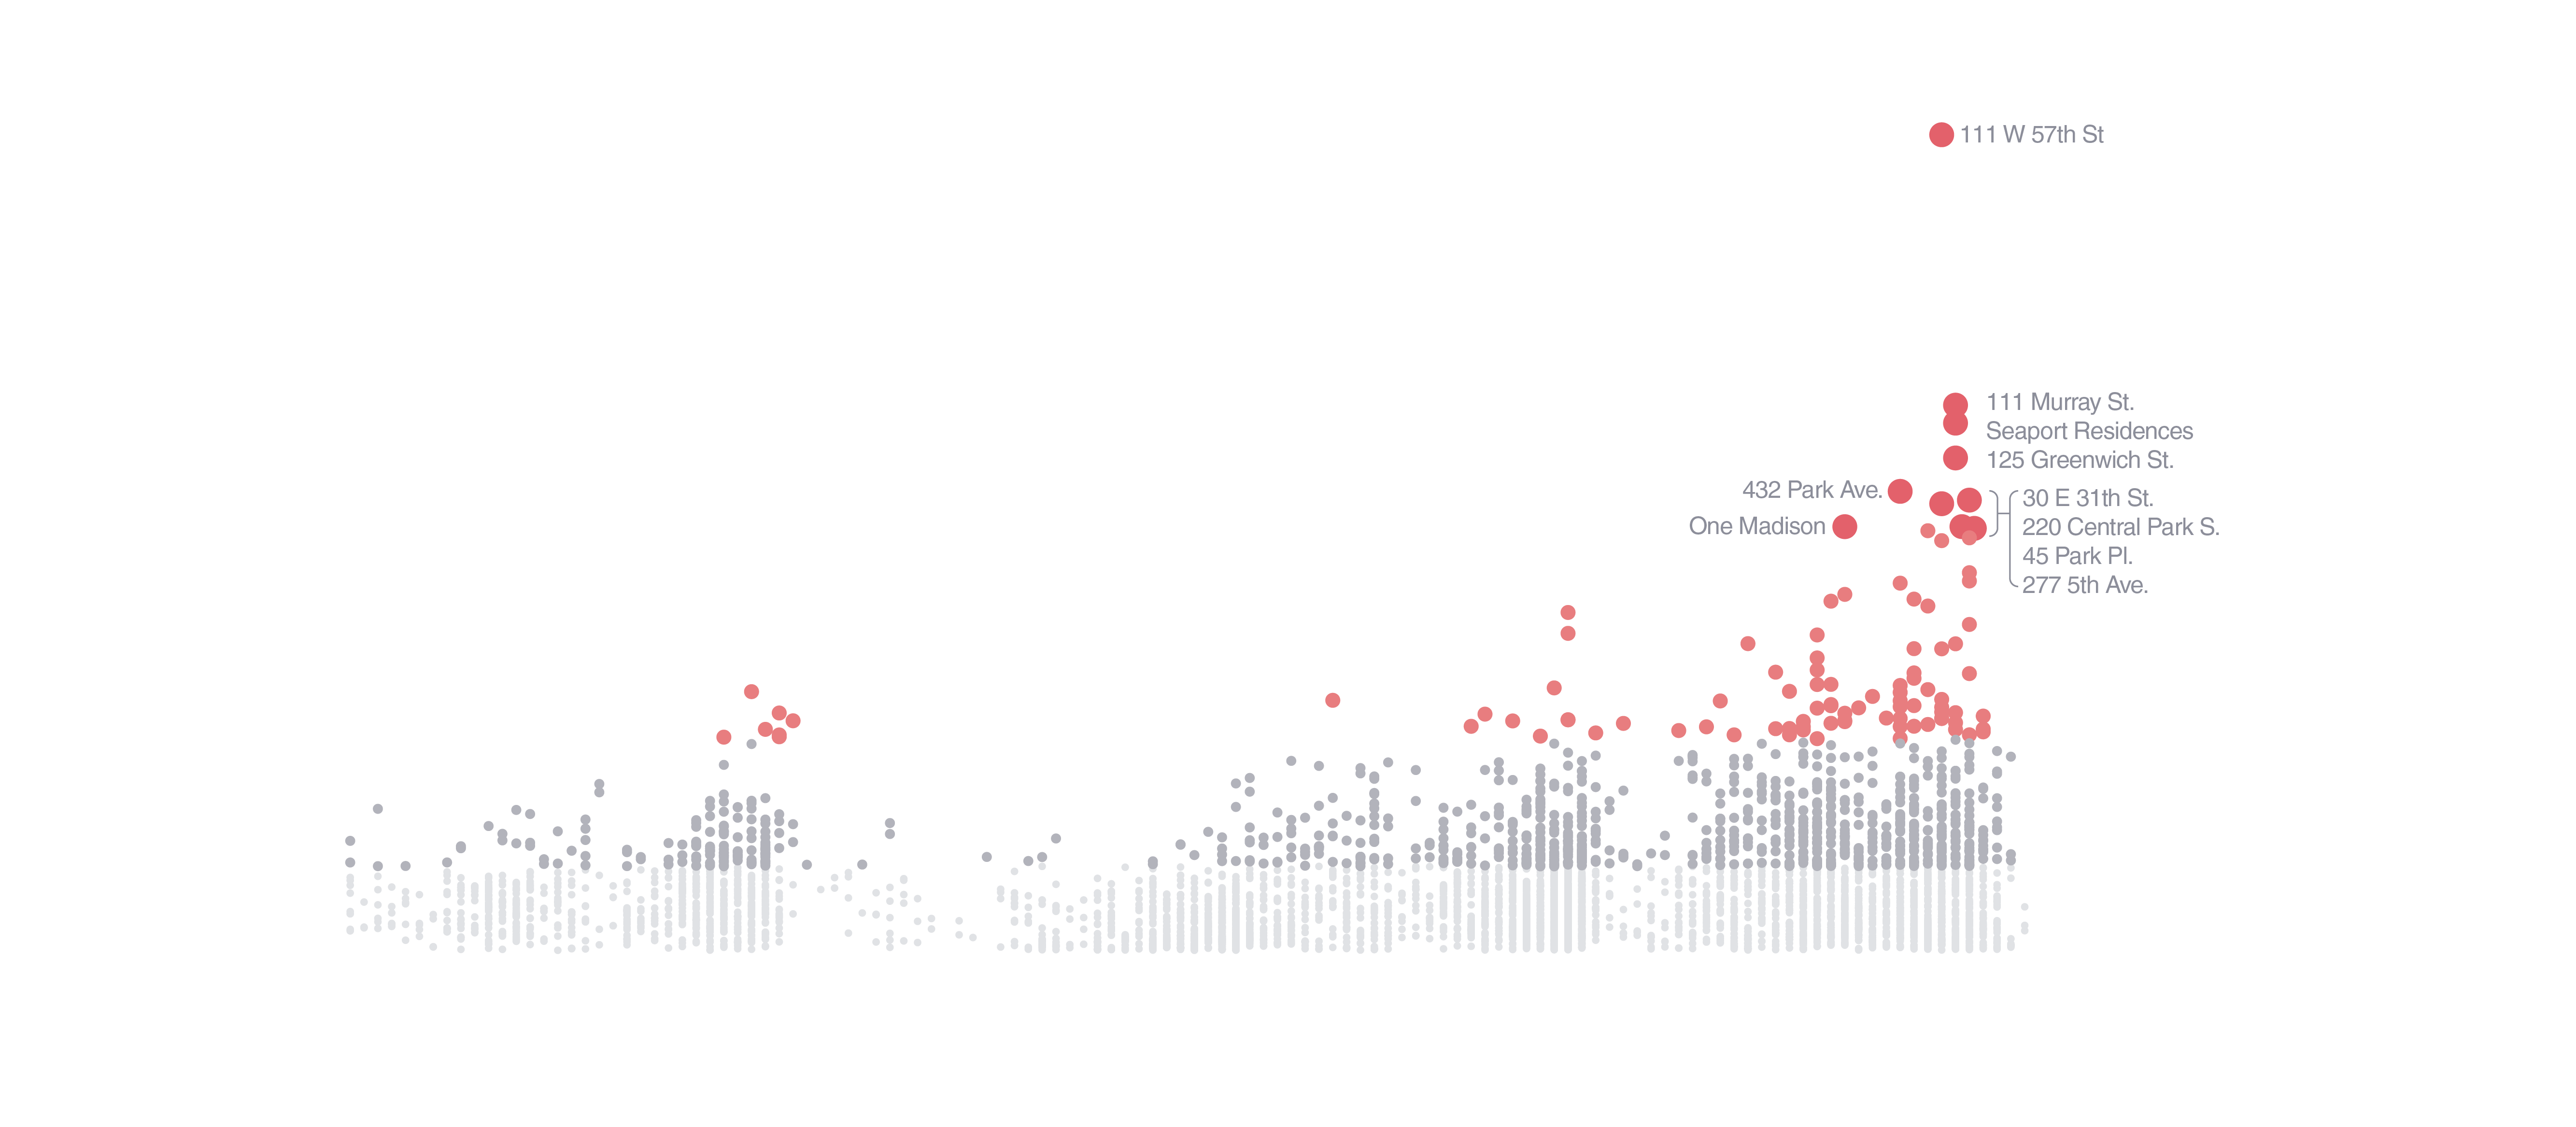 111 W 57th St
111 Murray St.
Seaport Residences
125 Greenwich St.
432 Park Ave.
30 E 31th St.
One Madison
220 Central Park S.
45 Park Pl.
277 5th Ave.